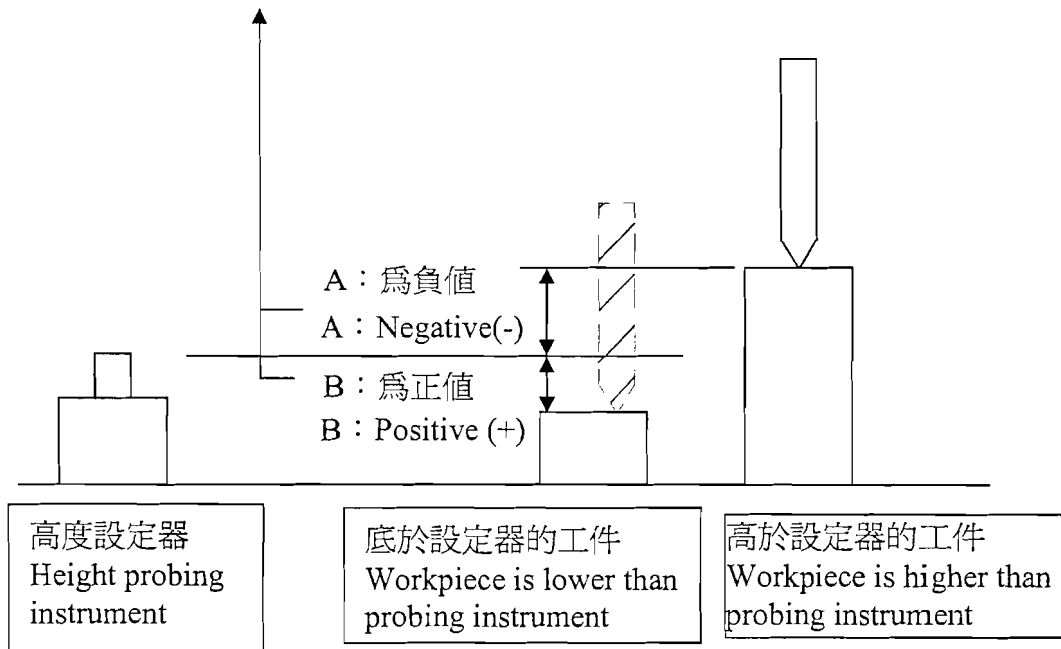 A：爲負值
A：Negative(-)
B：爲正值
B：Positive (+)
高度設定器
Height probing
instrument
底於設定器的工件
Workpiece is lower than
probing instrument
高於設定器的工件
Workpiece is higher than
probing instrument